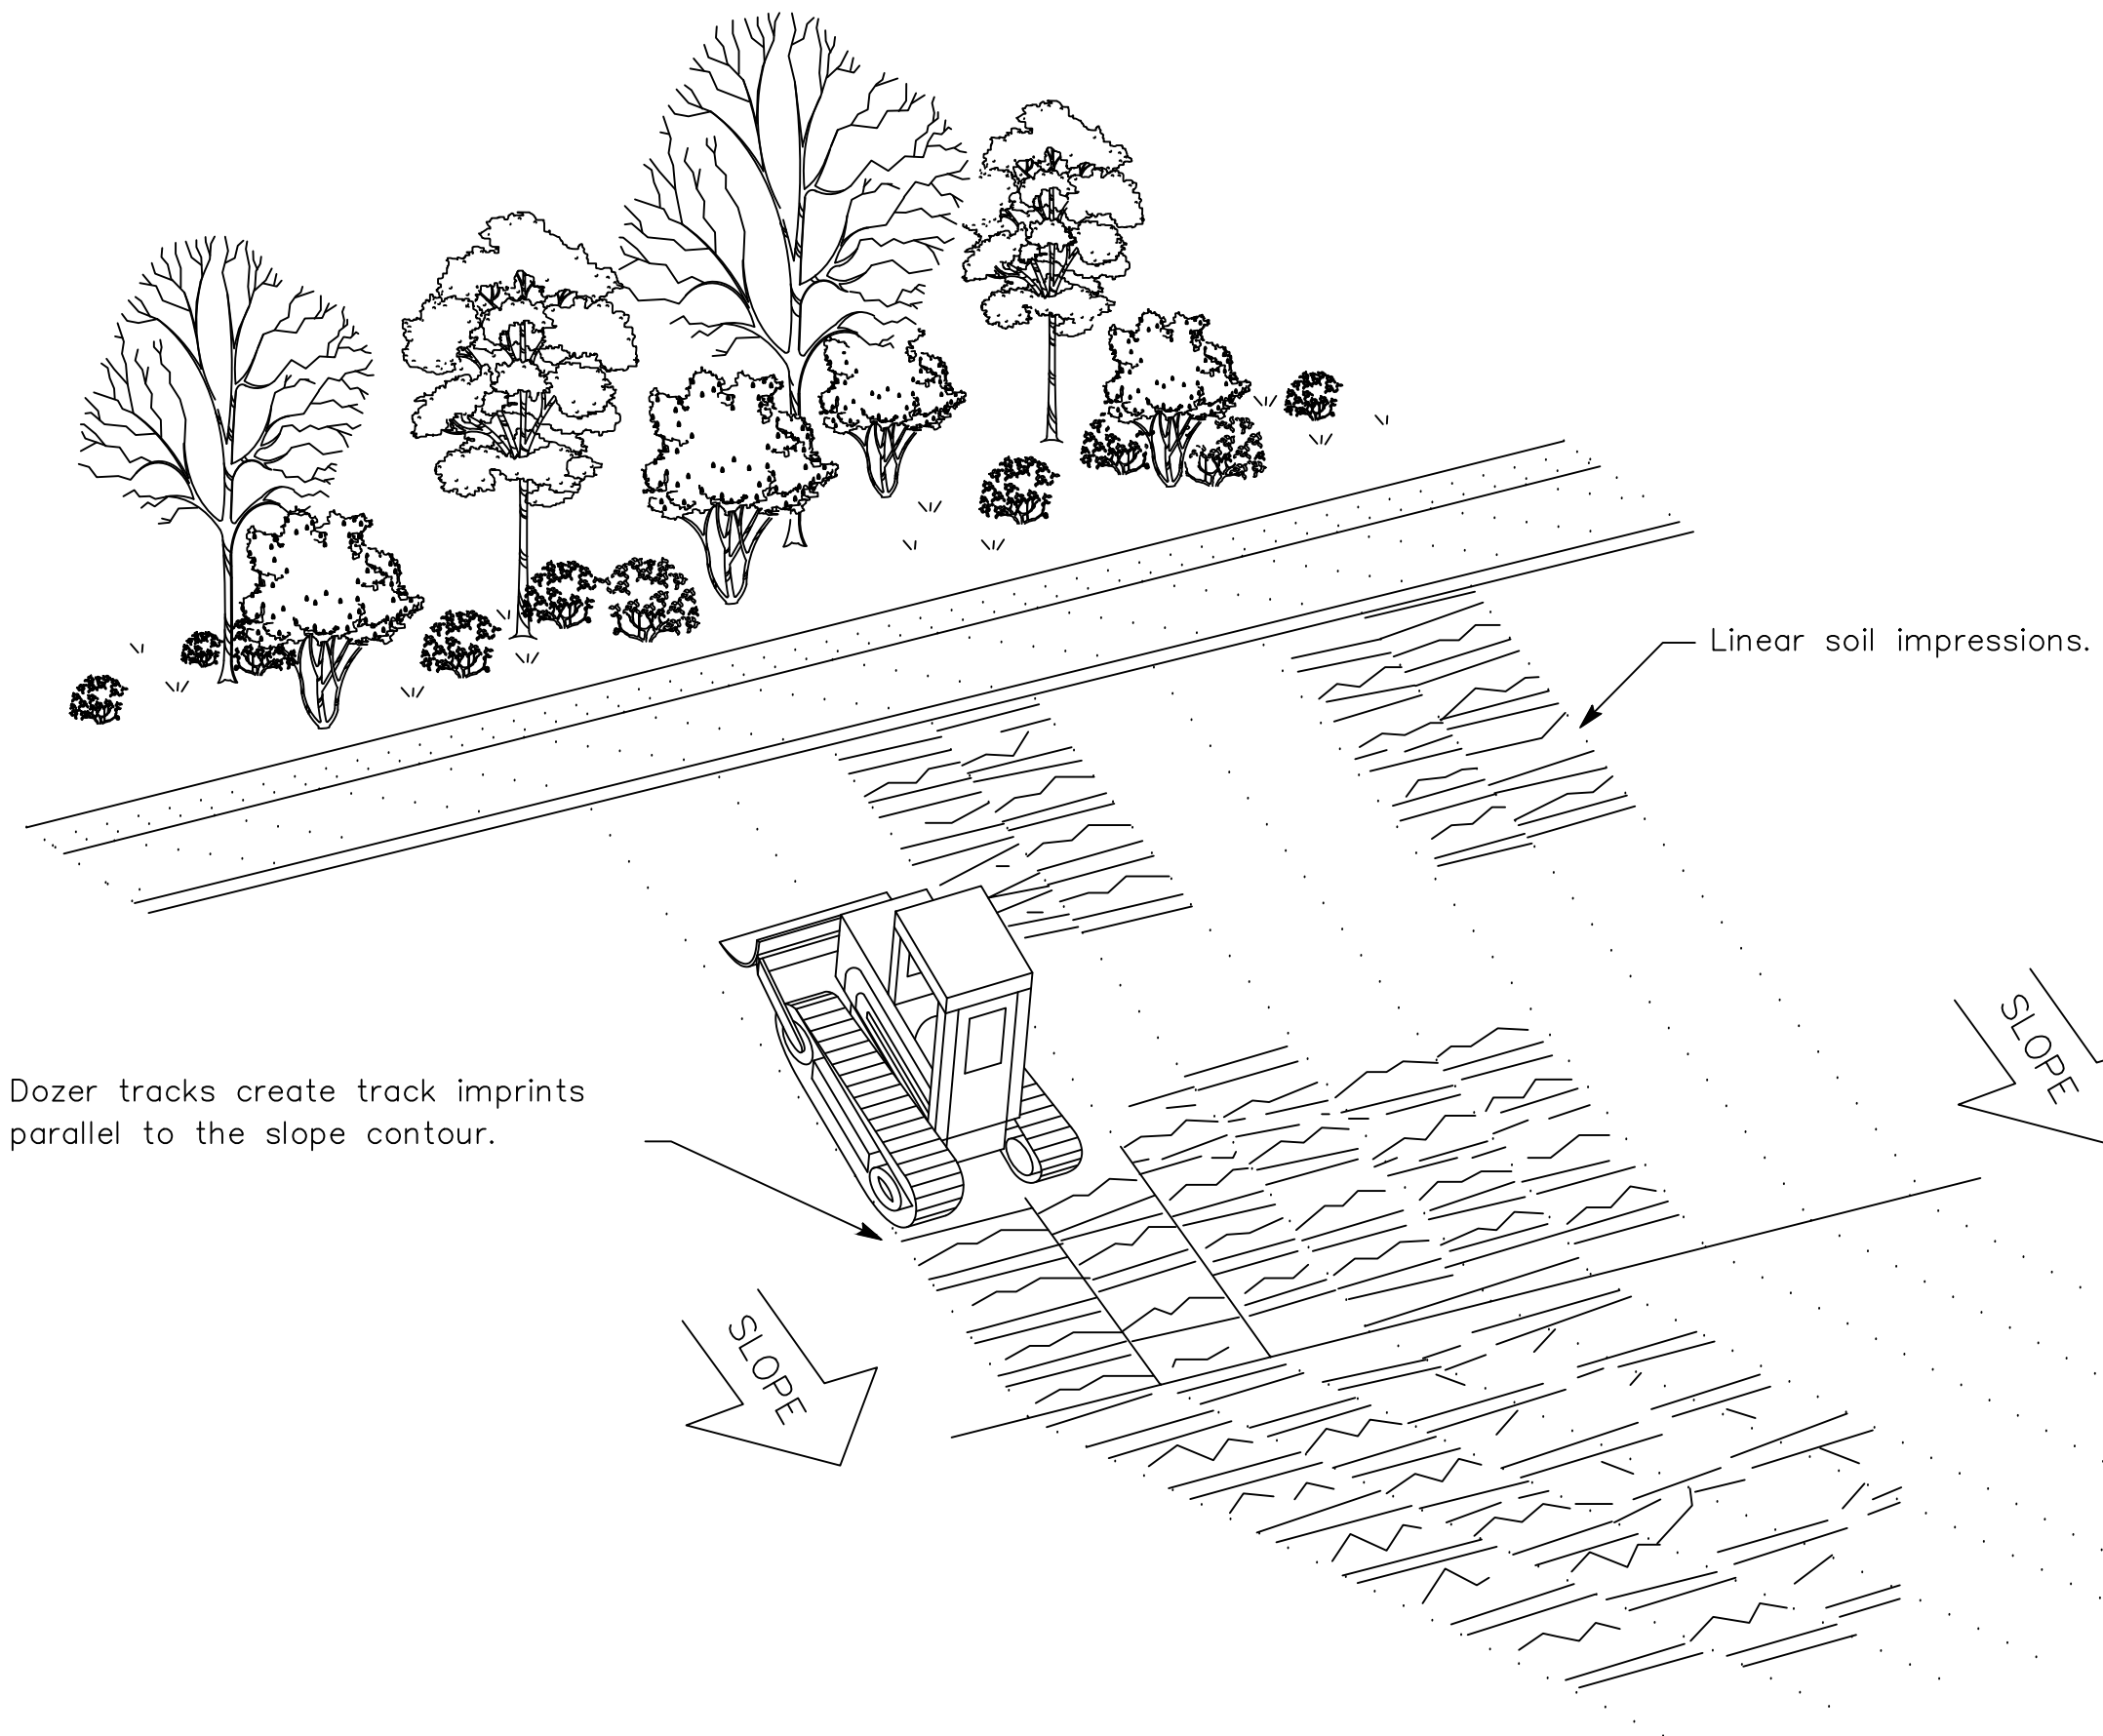 Linear soil impressions.
SLOPE
Dozer tracks create track imprints
parallel to the slope contour.
SLOPE